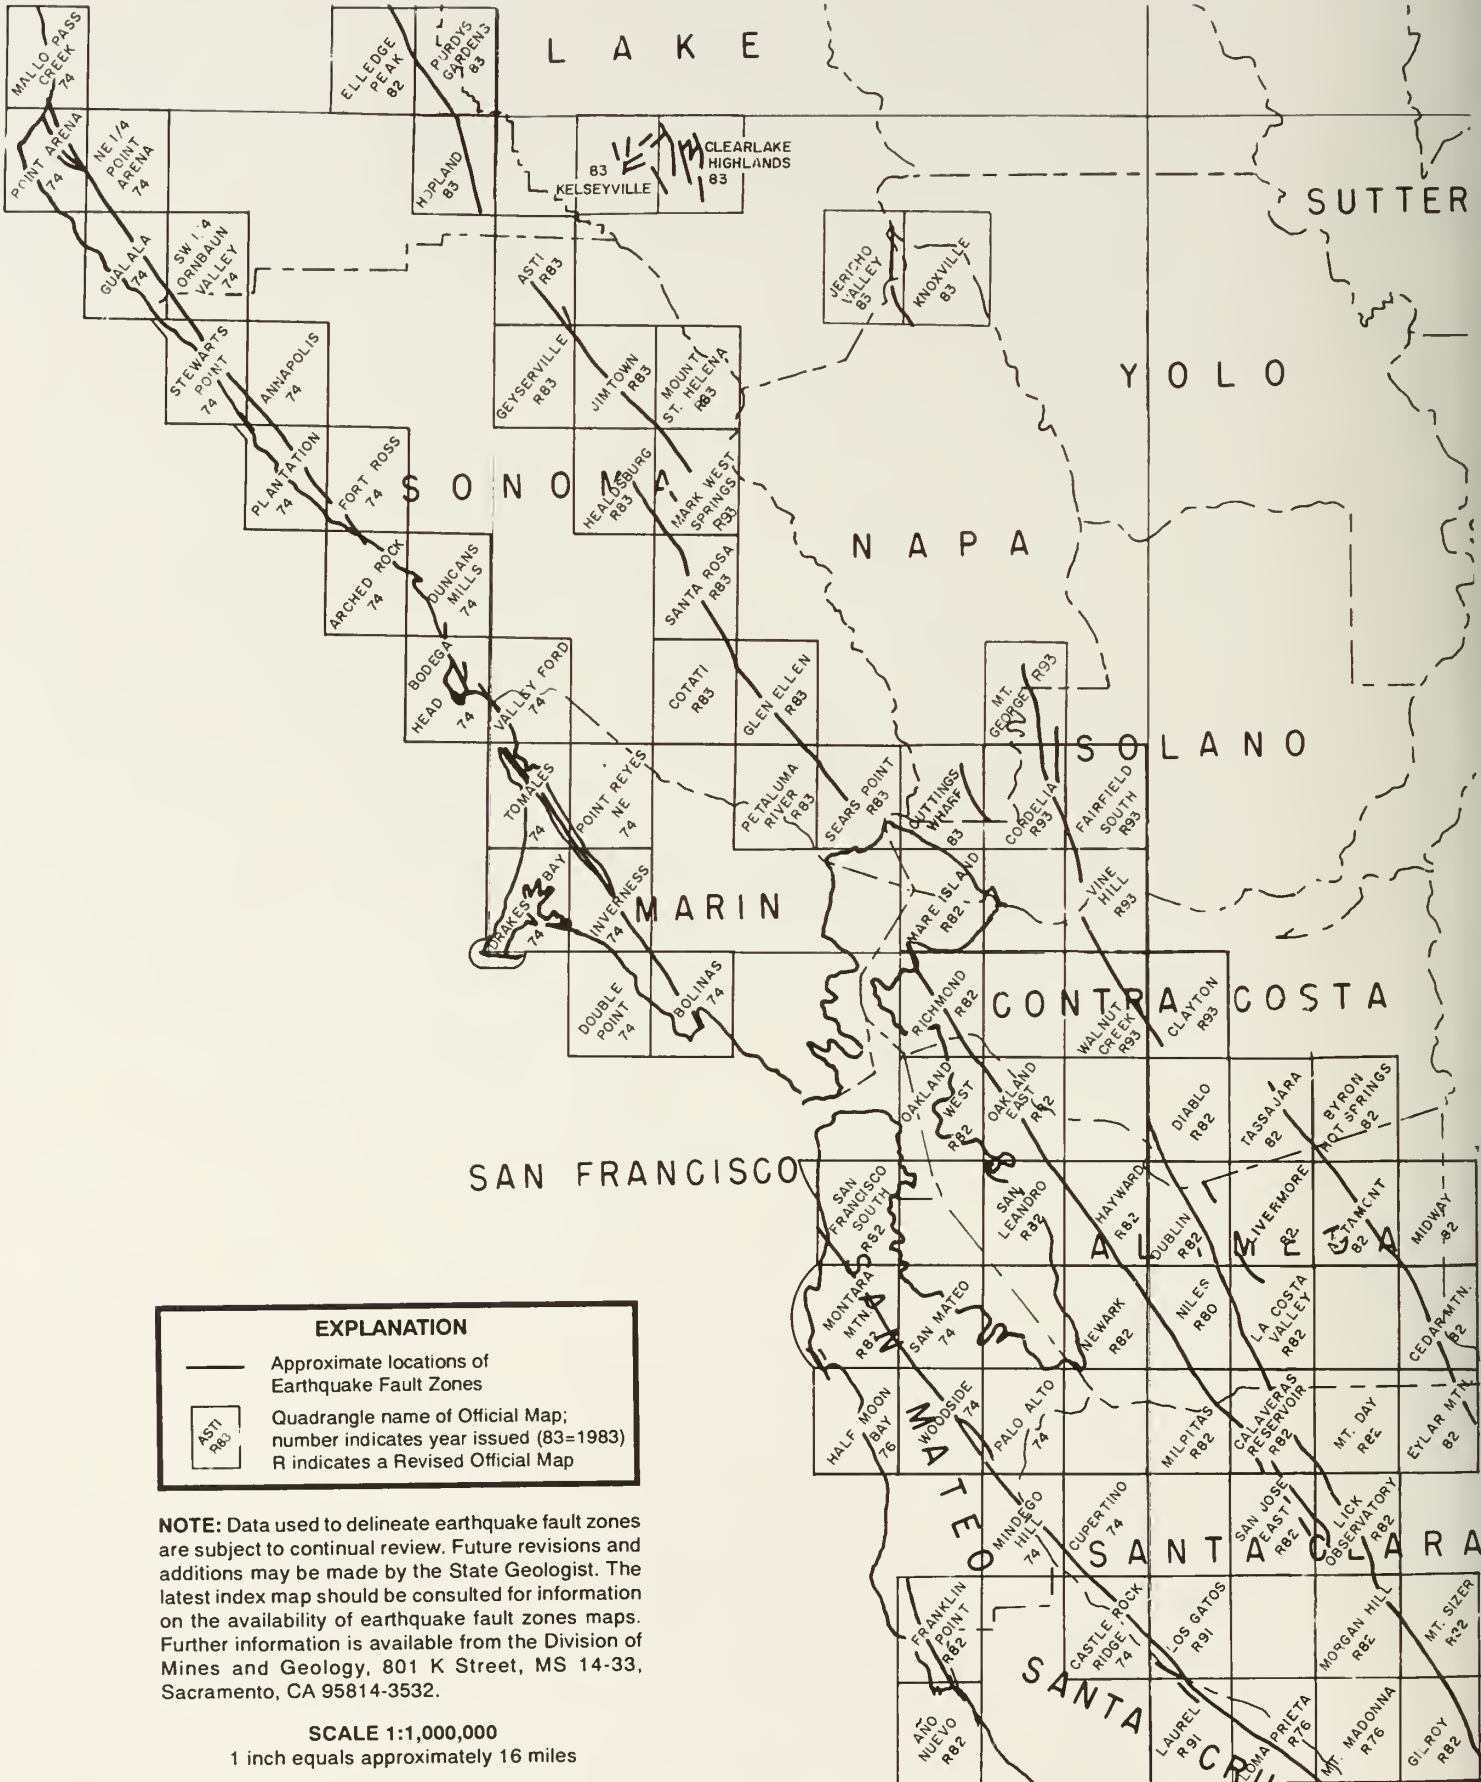 MALLO PASS
CREEK
74
ELLEDGE
PEAK
82
PURDYS
GARDENS
83
LAKE
POINT ARENA
74
NE 1/4
POINT
ARENA
74
HOPLAND
83
83
KELSEYVILLE
CLEARLAKE
HIGHLANDS
83
SUTTER
GUALALA
74
SW 1/4
ORNBAUN
VALLEY
74
ASTI
R83
JERICHO
VALLEY
83
KNOXVILLE
83
STEWARTS
POINT
74
ANNAPOLIS
74
GEYSERVILLE
R83
JIMTOWN
R83
MOUNT
ST. HELENA
R83
YOLO
PLANTATION
74
FORT ROSS
74
SONOMA
HEALDSBURG
R83
MARK WEST
SPRINGS
R93
NAPA
ARCHED ROCK
74
DUNCANS
MILLS
74
SANTA ROSA
R83
BODEGA
HEAD
74
VALLEY FORD
74
COTATI
R83
GLEN ELLEN
R83
MT.
GEORGE
R93
SOLANO
TOMALES
74
POINT REYES
NE
74
PETALUMA
RIVER
R83
SEARS POINT
R83
CUTTINGS
WHARF
83
CORDELIA
R93
FAIRFIELD
SOUTH
R93
DRAKES BAY
74
INVERNESS
74
MARIN
MARE ISLAND
R82
VINE
HILL
R93
DOUBLE
POINT
74
BOLINAS
74
RICHMOND
R82
CONTRA COSTA
WALNUT
CREEK
R93
CLAYTON
R93
OAKLAND
WEST
R82
OAKLAND
EAST
R82
DIABLO
R82
TASSAJARA
82
BYRON
HOT SPRINGS
82
SAN FRANCISCO
SAN
FRANCISCO
SOUTH
R82
SAN
LEANDRO
R82
HAYWARD
R82
DUBLIN
R82
LIVERMORE
82
ALTAMONT
82
MIDWAY
82
ALAMEDA
MONTARA
MTN.
R82
SAN MATEO
74
NEWARK
R82
NILES
R80
LA COSTA
VALLEY
R82
CEDAR MTN.
82
SAN MATEO
HALF MOON
BAY
76
WOODSIDE
74
PALO ALTO
74
MILPITAS
R82
CALAVERAS
RESERVOIR
R82
MT. DAY
R82
EYLAR MTN.
82
MINDEGO
HILL
74
CUPERTINO
74
SAN JOSE
EAST
R82
LICK
OBSERVATORY
R82
SANTA CLARA
FRANKLIN
POINT
R82
CASTLE ROCK
RIDGE
74
LOS GATOS
R91
MORGAN HILL
R82
MT. SIZER
R82
SANTA CRU
AÑO
NUEVO
R82
LAUREL
R91
LOMA PRIETA
R76
MT. MADONNA
R76
GILROY
R82
EXPLANATION
Approximate locations of
Earthquake Fault Zones
ASTI
R83
Quadrangle name of Official Map;
number indicates year issued (83=1983)
R indicates a Revised Official Map
NOTE: Data used to delineate earthquake fault zones
are subject to continual review. Future revisions and
additions may be made by the State Geologist. The
latest index map should be consulted for information
on the availability of earthquake fault zones maps.
Further information is available from the Division of
Mines and Geology, 801 K Street, MS 14-33,
Sacramento, CA 95814-3532.
SCALE 1:1,000,000
1 inch equals approximately 16 miles